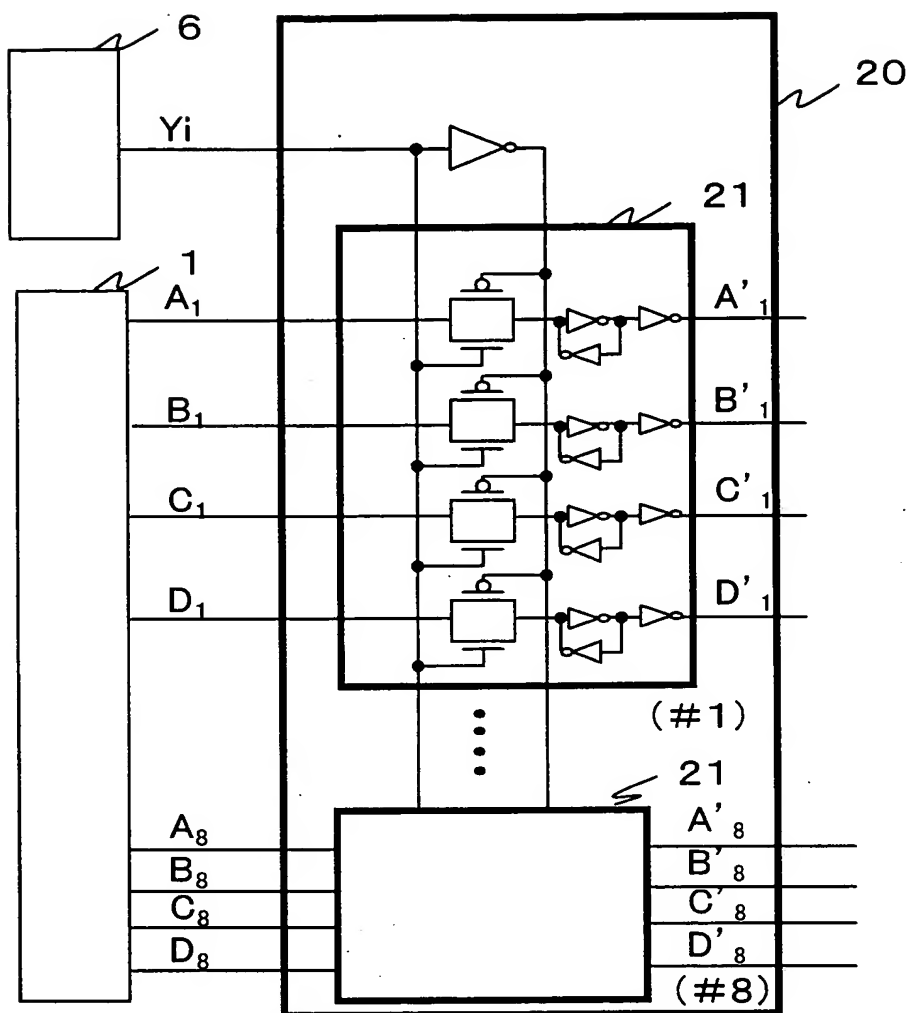 6
20
Yi
21
1
A₁
A'₁
B₁
B'₁
C₁
C'₁
D₁
D'₁
(#1)
21
A₈
A'₈
B₈
B'₈
C₈
C'₈
D₈
D'₈
(#8)